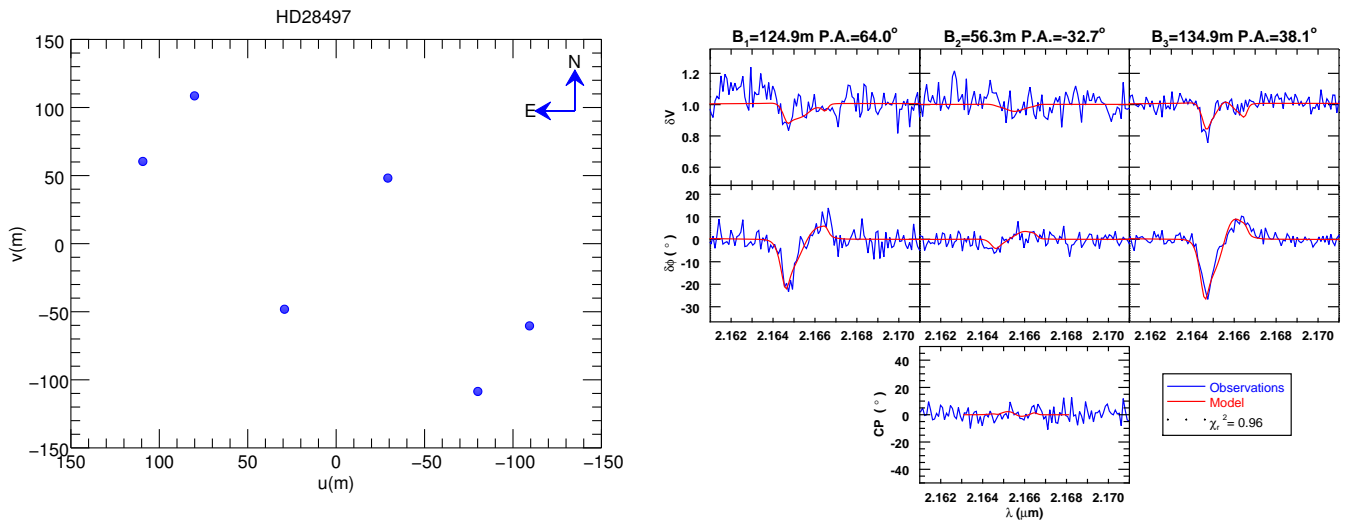 HD28497
150
100
50
0
−50
−100
−150
v(m)
150 100 50 0 −50 −100 −150
u(m)
N
E
B₁=124.9m P.A.=64.0° B₂=56.3m P.A.=-32.7° B₃=134.9m P.A.=38.1°
1.2
1.0
0.8
0.6
δV
20
10
0
-10
-20
-30
δϕ (°)
2.162 2.164 2.166 2.168 2.170 2.162 2.164 2.166 2.168 2.170 2.162 2.164 2.166 2.168 2.170
40
20
0
-20
-40
CP (°)
2.162 2.164 2.166 2.168 2.170
λ (μm)
Observations
Model
χᵣ²= 0.96